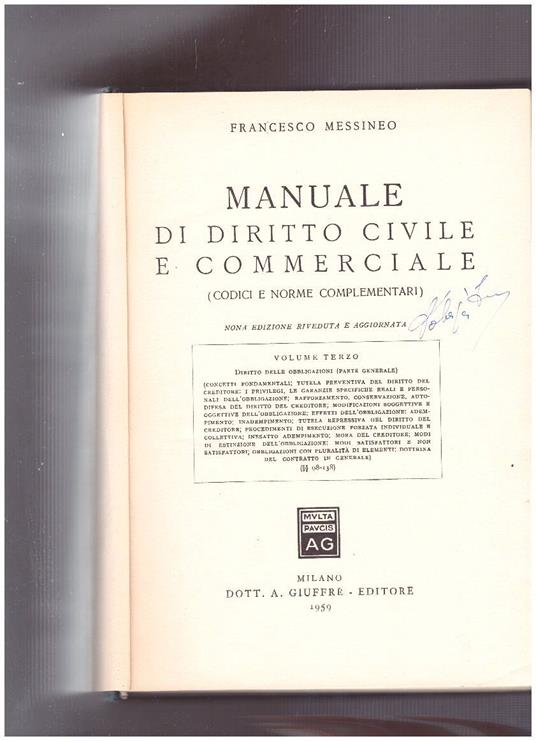 FRANCESCO MESSINEO
MANUALE
DI DIRITTO CIVILE
E COMMERCIALE
(CODICI E NORME COMPLEMENTARI)
NONA EDIZIONE RIVEDUTA E AGGIORNATA
VOLUME TERZO
DIRITTO DELLE OBBLIGAZIONI (PARTE GENERALE)
(CONCETTI FONDAMENTALI; TUTELA PREVENTIVA DEL DIRITTO DEL
CREDITORE: I PRIVILEGI, LE GARANZIE SPECIFICHE REALI E PERSO-
NALI DELL'OBBLIGAZIONE; RAFFORZAMENTO, CONSERVAZIONE, AUTO-
DIFESA DEL DIRITTO DEL CREDITORE; MODIFICAZIONI SOGGETTIVE E
OGGETTIVE DELL'OBBLIGAZIONE; EFFETTI DELL'OBBLIGAZIONE: ADEM-
PIMENTO; INADEMPIMENTO; TUTELA REPRESSIVA DEL DIRITTO DEL
CREDITORE; PROCEDIMENTI DI ESECUZIONE FORZATA INDIVIDUALE E
COLLETTIVA; INESATTO ADEMPIMENTO; MORA DEL CREDITORE; MODI
DI ESTINZIONE DELL'OBBLIGAZIONE; MODI SATISFATTORI E NON
SATISFATTORI; OBBLIGAZIONI CON PLURALITÀ DI ELEMENTI; DOTTRINA
DEL CONTRATTO IN GENERALE)
(§§ 98-138)
MVLTA
PAVCIS
AG
MILANO
DOTT. A. GIUFFRÈ - EDITORE
1959